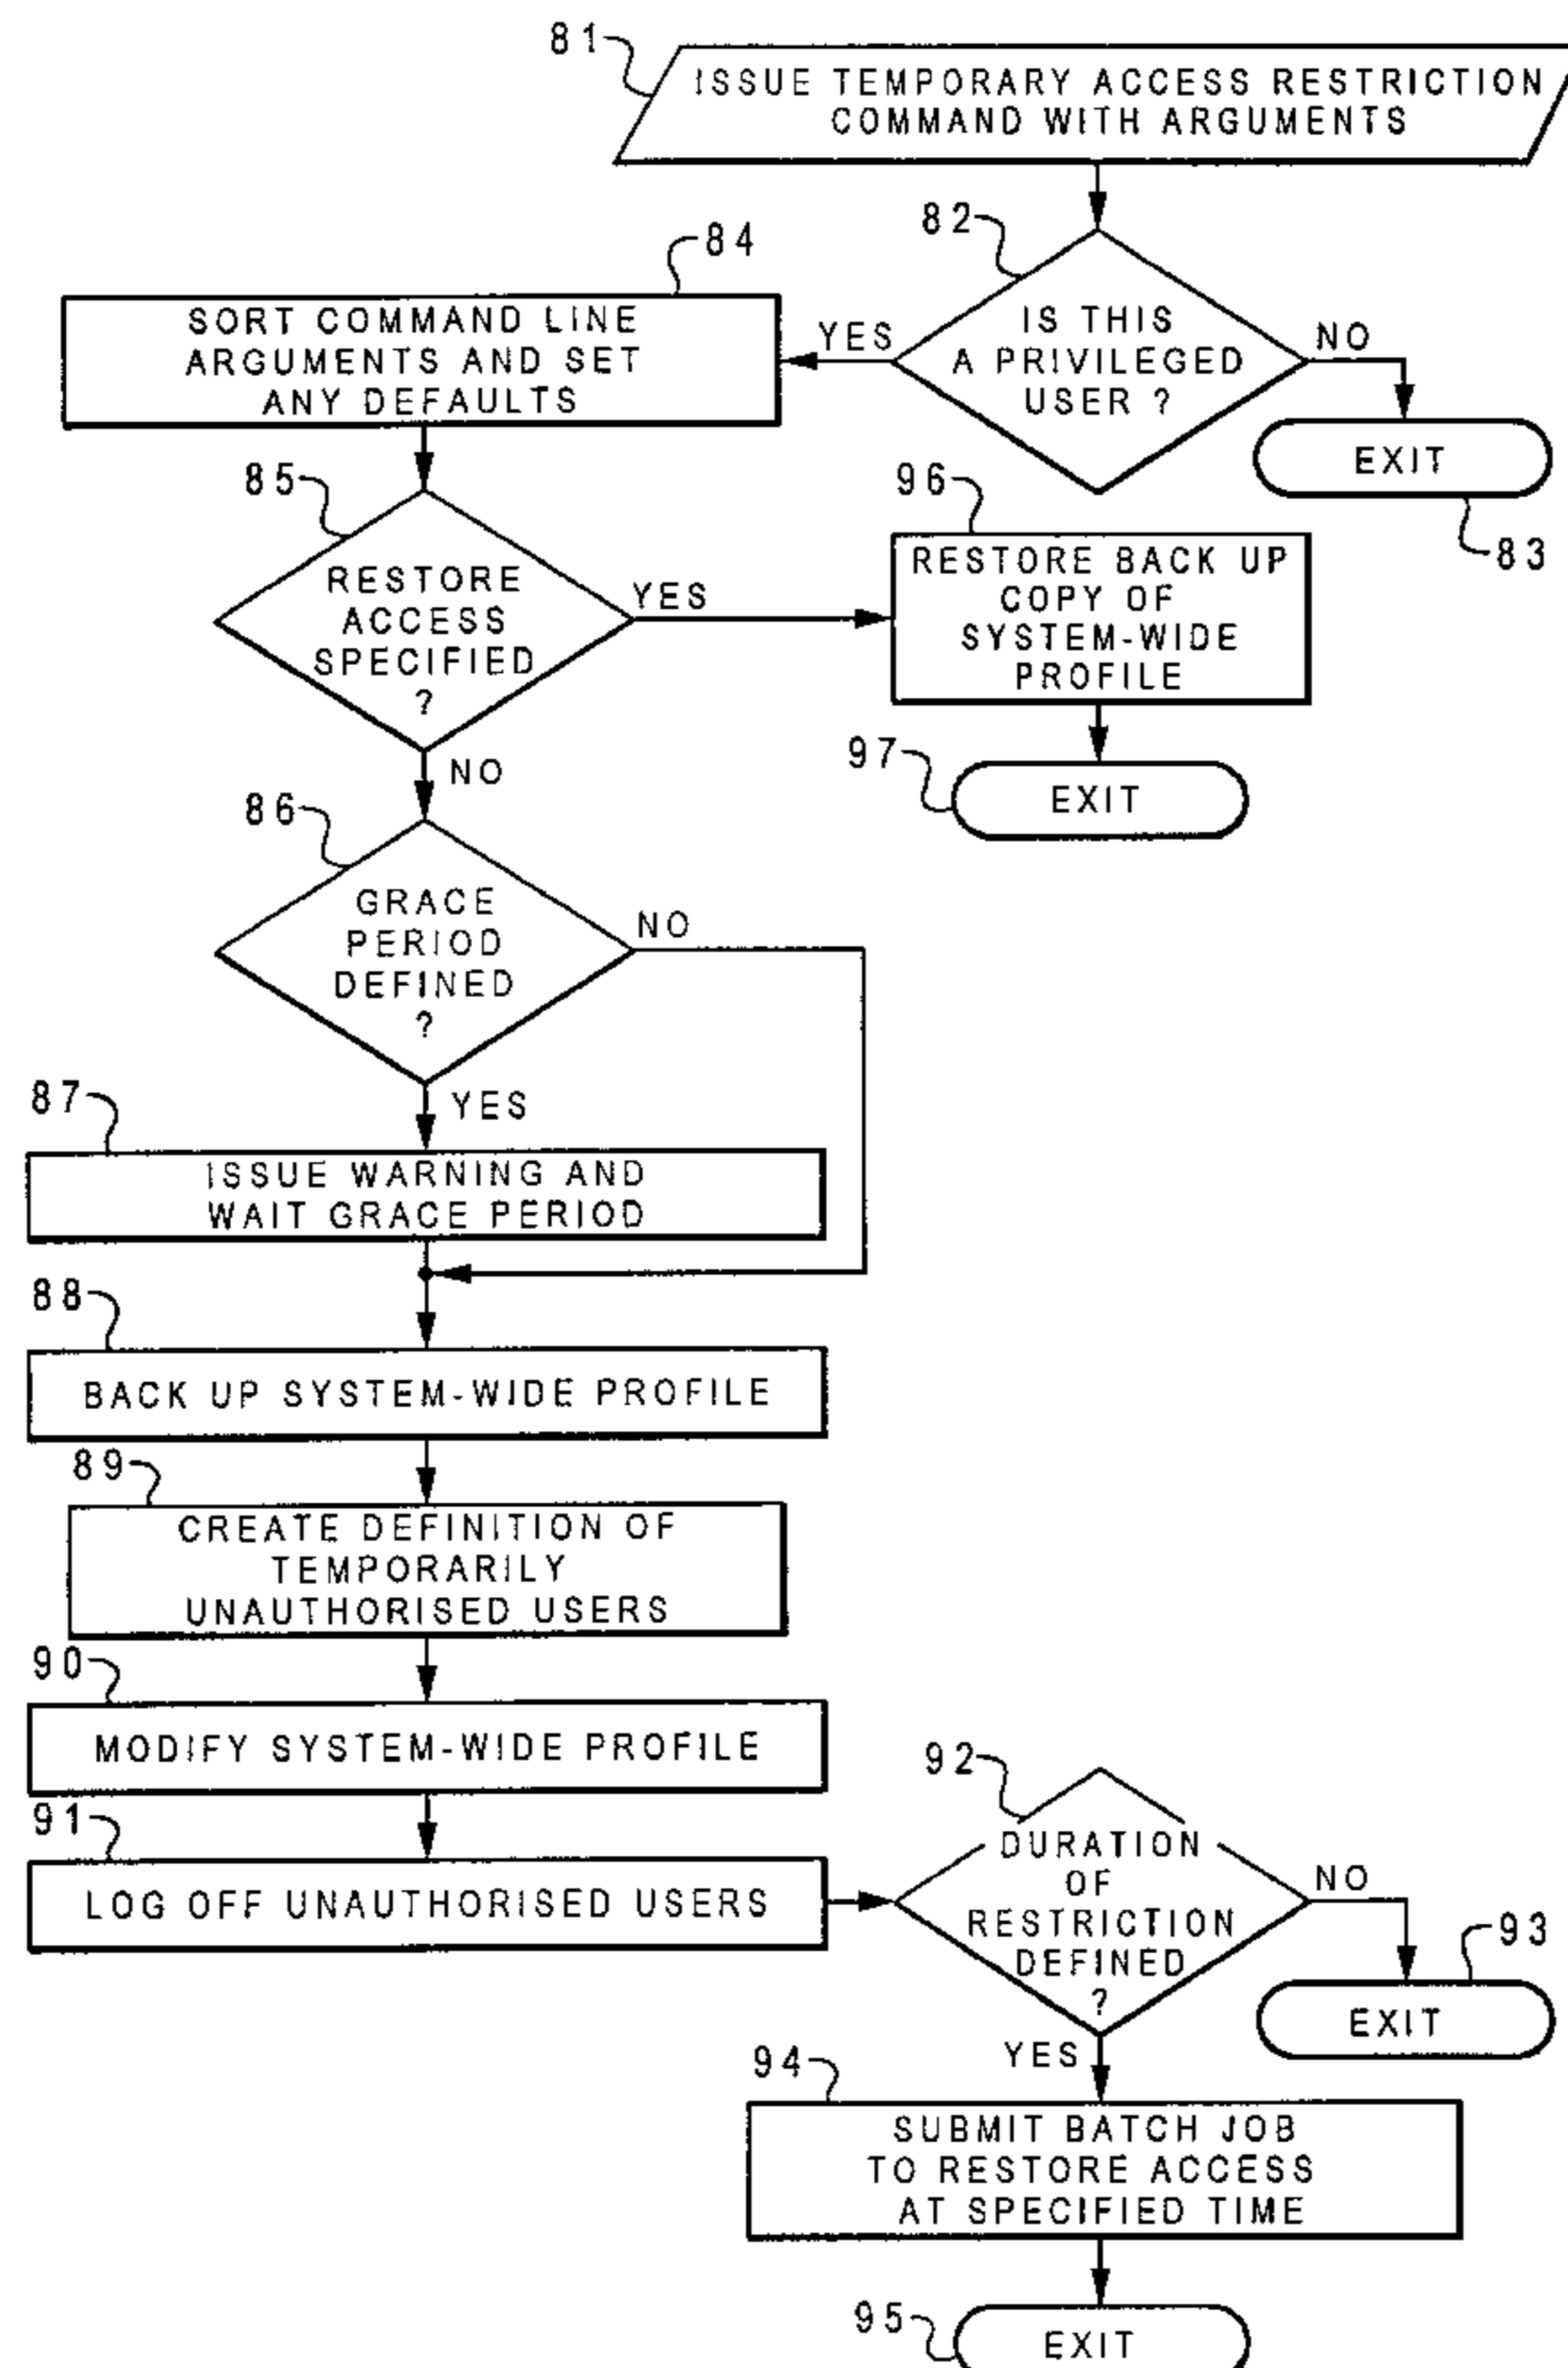 81
ISSUE TEMPORARY ACCESS RESTRICTION
COMMAND WITH ARGUMENTS
82
IS THIS
A PRIVILEGED
USER ?
YES
NO
EXIT
83
84
SORT COMMAND LINE
ARGUMENTS AND SET
ANY DEFAULTS
85
RESTORE
ACCESS
SPECIFIED
?
YES
NO
96
RESTORE BACK UP
COPY OF
SYSTEM-WIDE
PROFILE
97
EXIT
86
GRACE
PERIOD
DEFINED
?
NO
YES
87
ISSUE WARNING AND
WAIT GRACE PERIOD
88
BACK UP SYSTEM-WIDE PROFILE
89
CREATE DEFINITION OF
TEMPORARILY
UNAUTHORISED USERS
90
MODIFY SYSTEM-WIDE PROFILE
91
LOG OFF UNAUTHORISED USERS
92
DURATION
OF
RESTRICTION
DEFINED
?
NO
93
EXIT
YES
94
SUBMIT BATCH JOB
TO RESTORE ACCESS
AT SPECIFIED TIME
95
EXIT